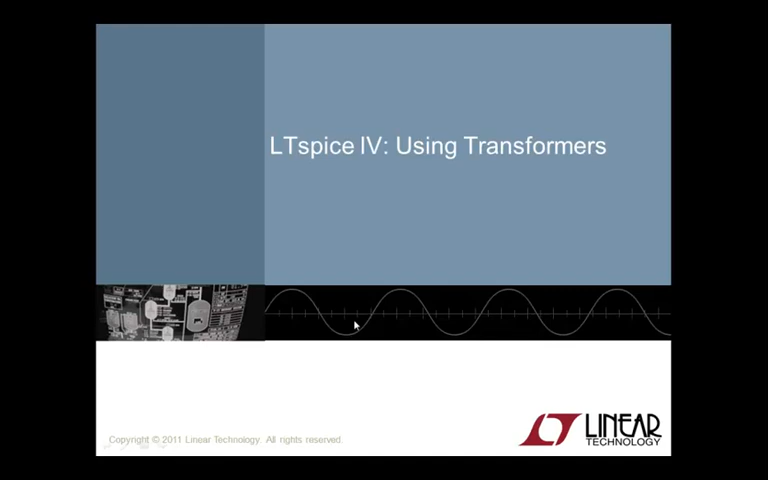 LTspice IV: Using Transformers
Copyright © 2011 Linear Technology. All rights reserved.
LINEAR
TECHNOLOGY